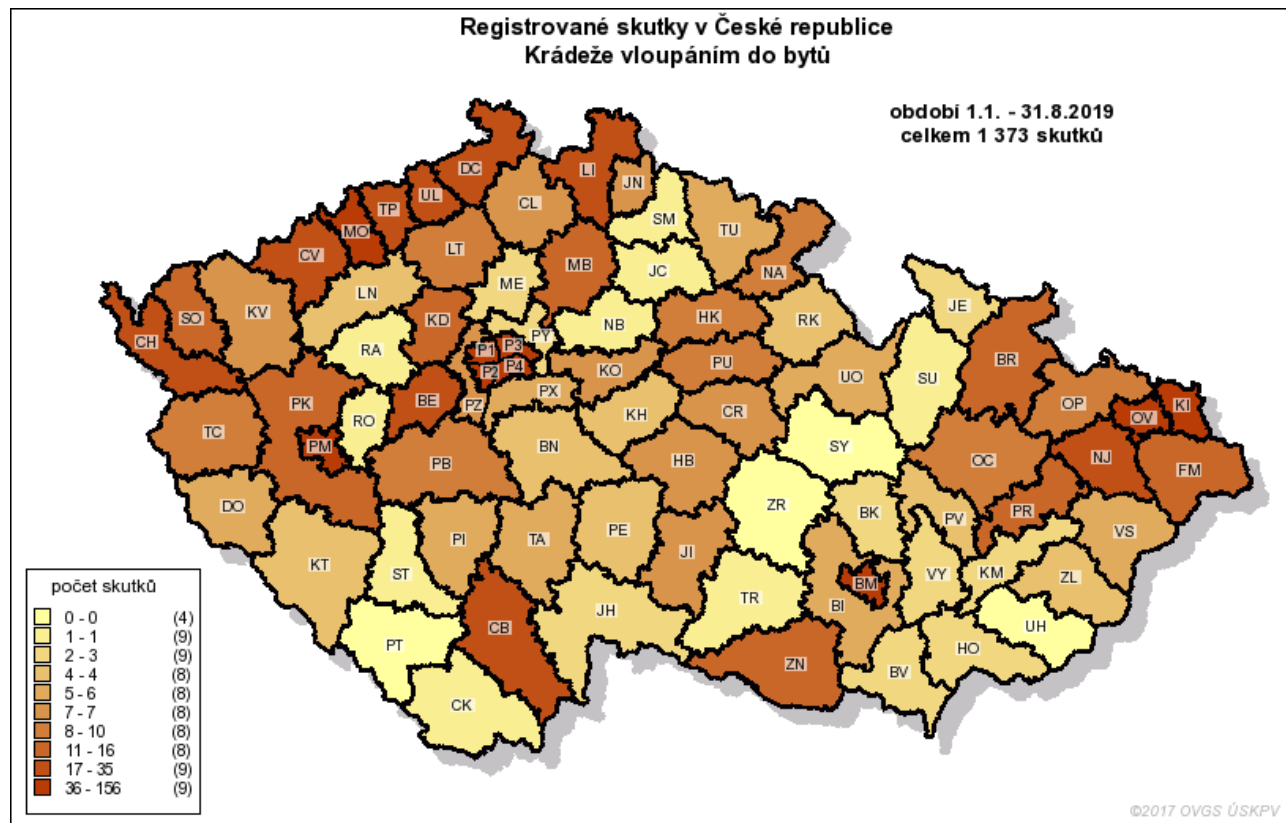 Registrované skutky v České republice
Krádeže vloupáním do bytů
období 1.1. - 31.8.2019
celkem 1 373 skutků
DC
LI
JN
UL
TP
CL
MO
SM
TU
CV
LT
MB
JC
NA
ME
LN
SO
KV
KD
NB
HK
RK
JE
CH
RA
PY
P1
P3
P2
P4
KO
PU
UO
SU
BR
PK
BE
PZ
PX
RO
KH
CR
OP
OV
KI
TC
PM
PB
BN
HB
SY
OC
NJ
FM
DO
ZR
BK
PV
PR
VS
KT
PI
TA
PE
JI
ST
BM
VY
KM
ZL
TR
BI
JH
CB
UH
PT
ZN
BV
HO
CK
počet skutků
0 - 0 (4)
1 - 1 (9)
2 - 3 (9)
4 - 4 (8)
5 - 6 (8)
7 - 7 (8)
8 - 10 (8)
11 - 16 (8)
17 - 35 (9)
36 - 156 (9)
©2017 OVGS ÚSKPV